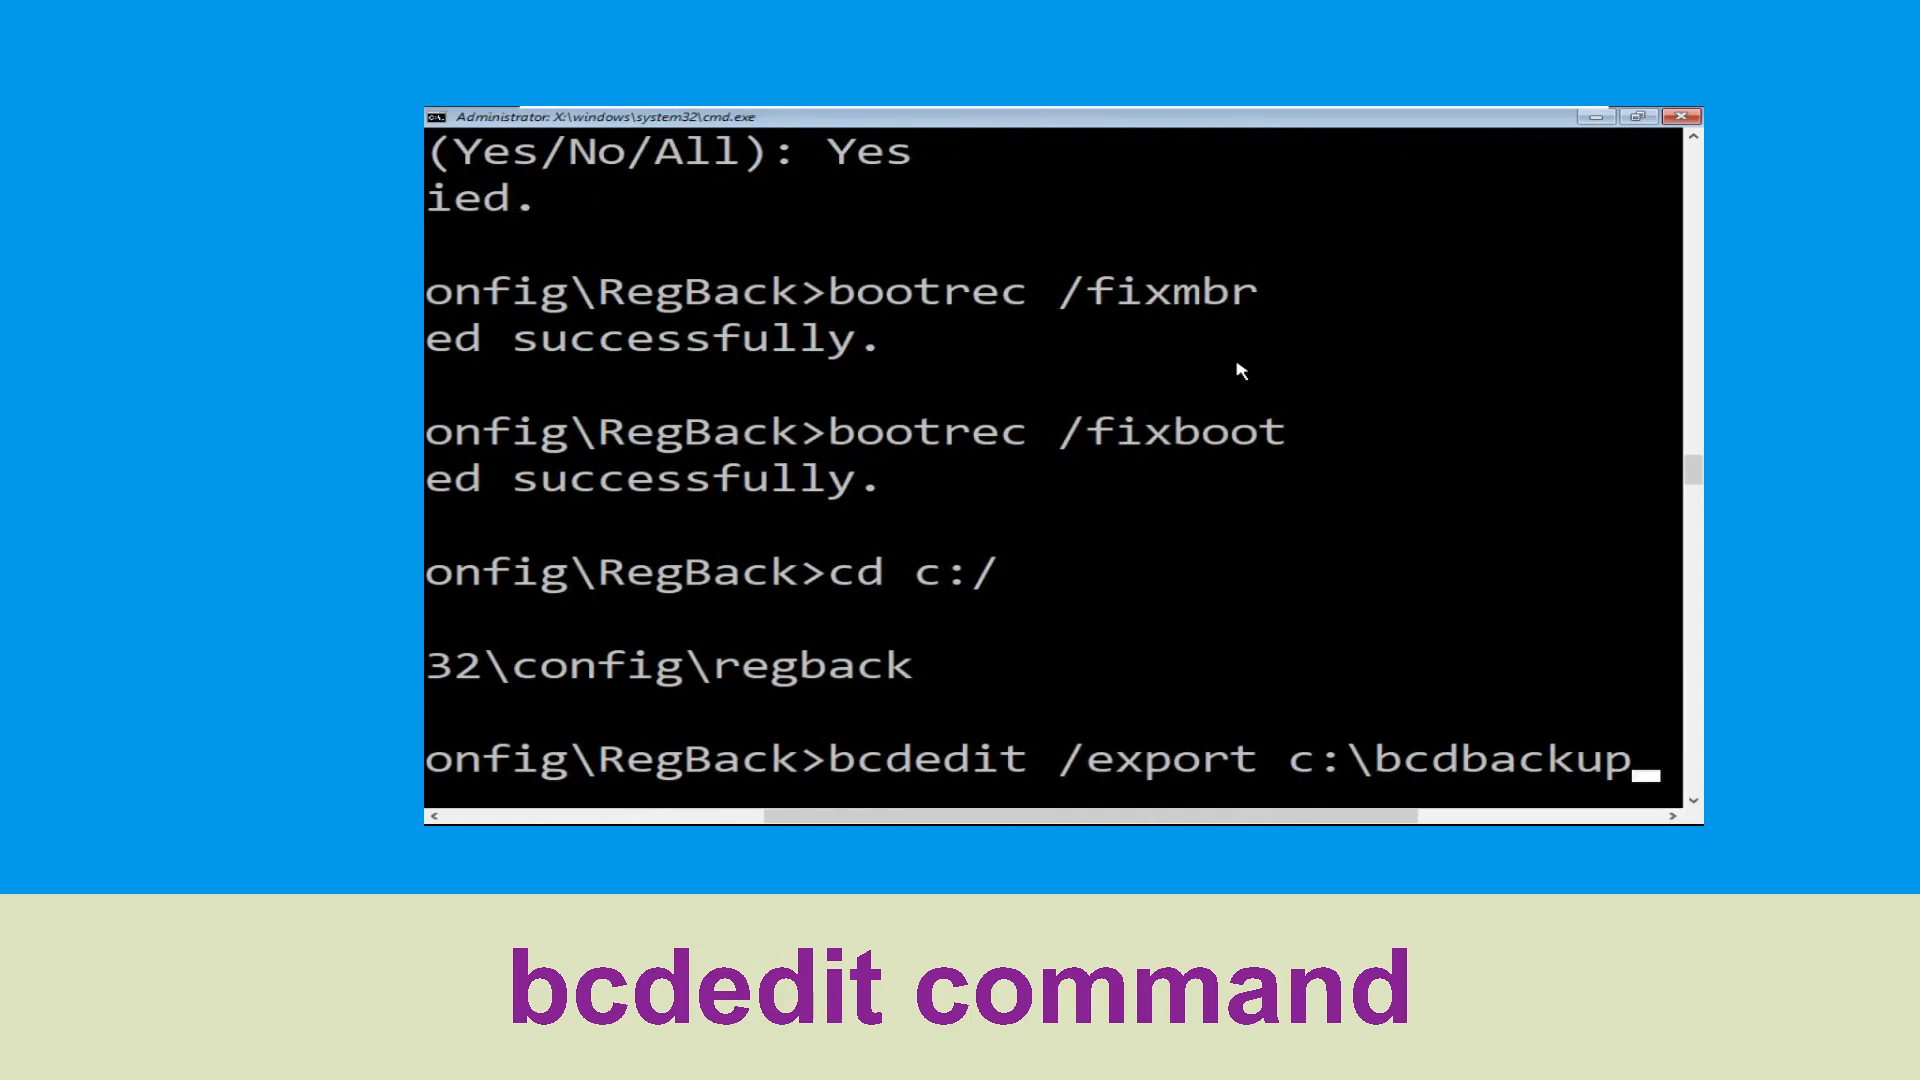 Administrator: X:\windows\system32\cmd.exe
(Yes/No/All): Yes
ied.
onfig\RegBack>bootrec /fixmbr
ed successfully.
onfig\RegBack>bootrec /fixboot
ed successfully.
onfig\RegBack>cd c:/
32\config\regback
onfig\RegBack>bcdedit /export c:\bcdbackup
bcdedit command